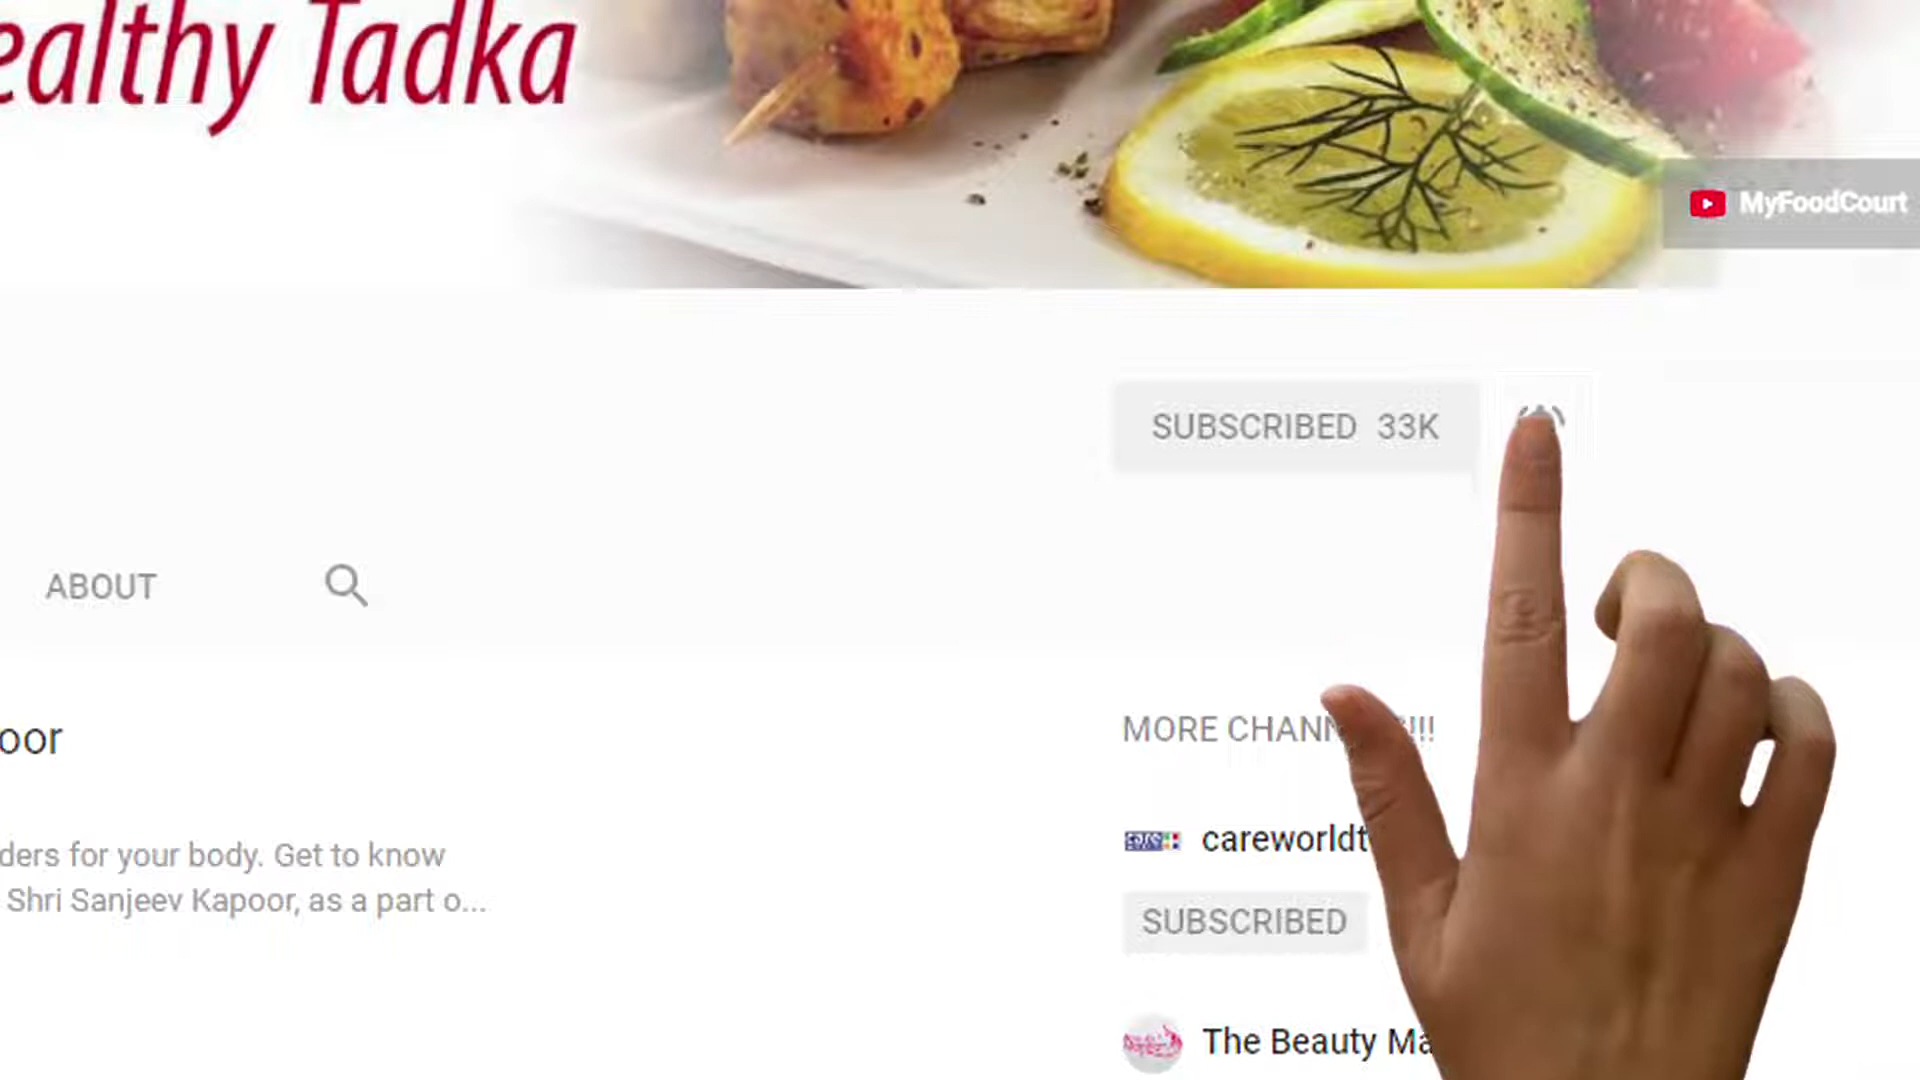 ealthy Tadka
MyFoodCourt
SUBSCRIBED 33K
ABOUT
MORE CHANN !!!
oor
careworldt
ders for your body. Get to know
Shri Sanjeev Kapoor, as a part o...
SUBSCRIBED
The Beauty Ma